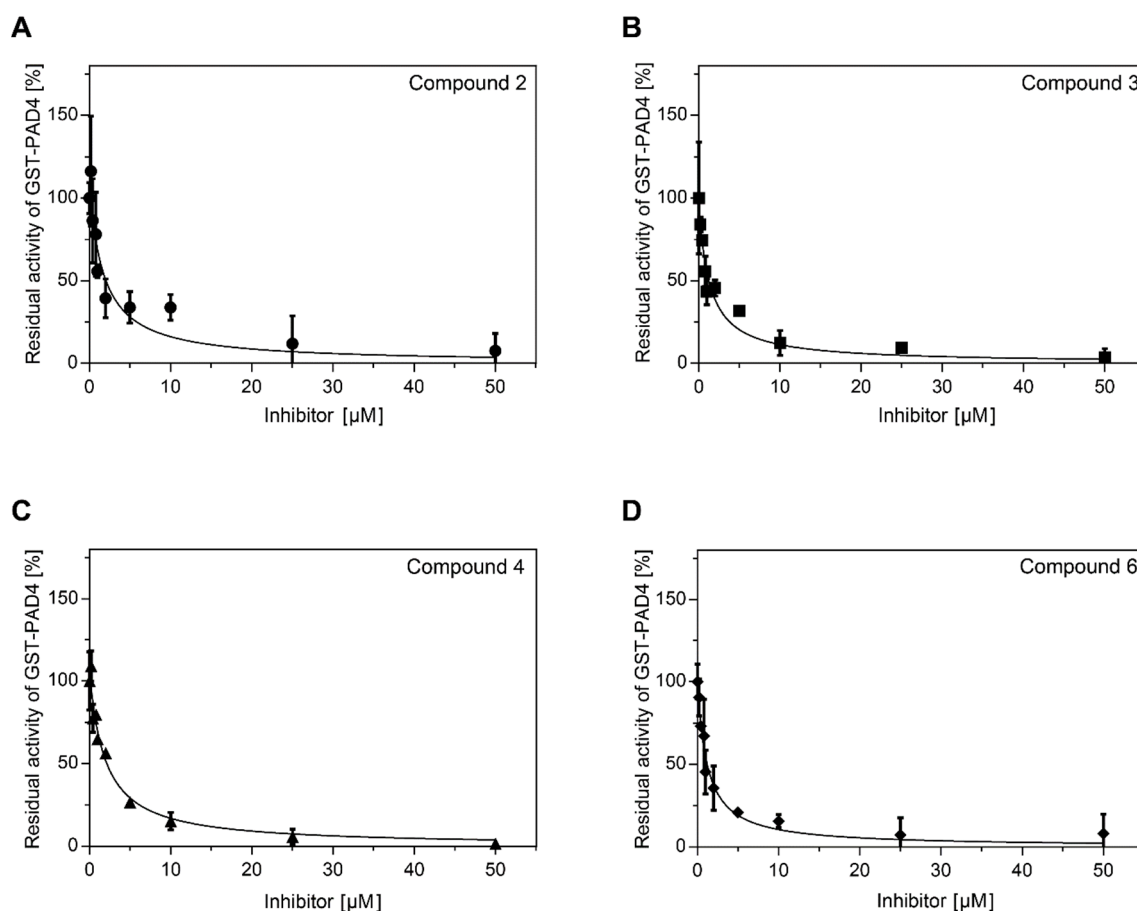 A
Compound 2
Residual activity of GST-PAD4 [%]
150
100
50
0
0 10 20 30 40 50
Inhibitor [µM]
B
Compound 3
Residual activity of GST-PAD4 [%]
150
100
50
0
0 10 20 30 40 50
Inhibitor [µM]
C
Compound 4
Residual activity of GST-PAD4 [%]
150
100
50
0
0 10 20 30 40 50
Inhibitor [µM]
D
Compound 6
Residual activity of GST-PAD4 [%]
150
100
50
0
0 10 20 30 40 50
Inhibitor [µM]